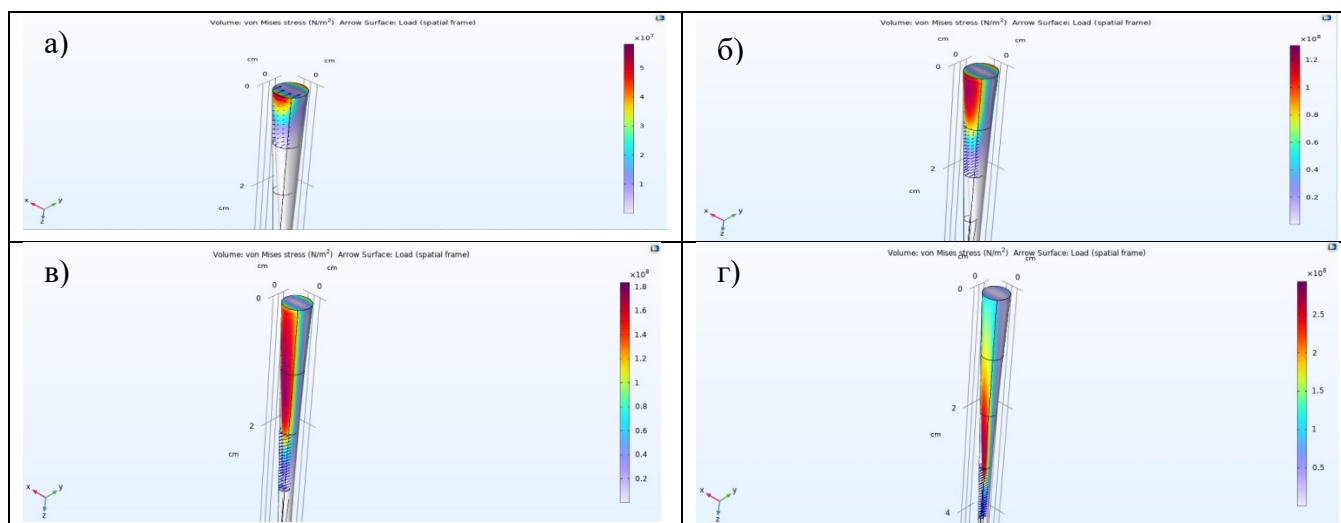 а)
Volume: von Mises stress (N/m²) Arrow Surface: Load (spatial frame)
cm
cm
0
0
0
2
cm
×10⁷
5
4
3
2
1
x
y
z
б)
Volume: von Mises stress (N/m²) Arrow Surface: Load (spatial frame)
cm
cm
0
0
0
2
cm
×10⁸
1.2
1
0.8
0.6
0.4
0.2
x
y
z
в)
Volume: von Mises stress (N/m²) Arrow Surface: Load (spatial frame)
cm
cm
0
0
0
2
cm
×10⁸
1.8
1.6
1.4
1.2
1
0.8
0.6
0.4
0.2
x
y
z
г)
Volume: von Mises stress (N/m²) Arrow Surface: Load (spatial frame)
cm
cm
0
0
0
2
cm
4
×10⁸
2.5
2
1.5
1
0.5
x
y
z